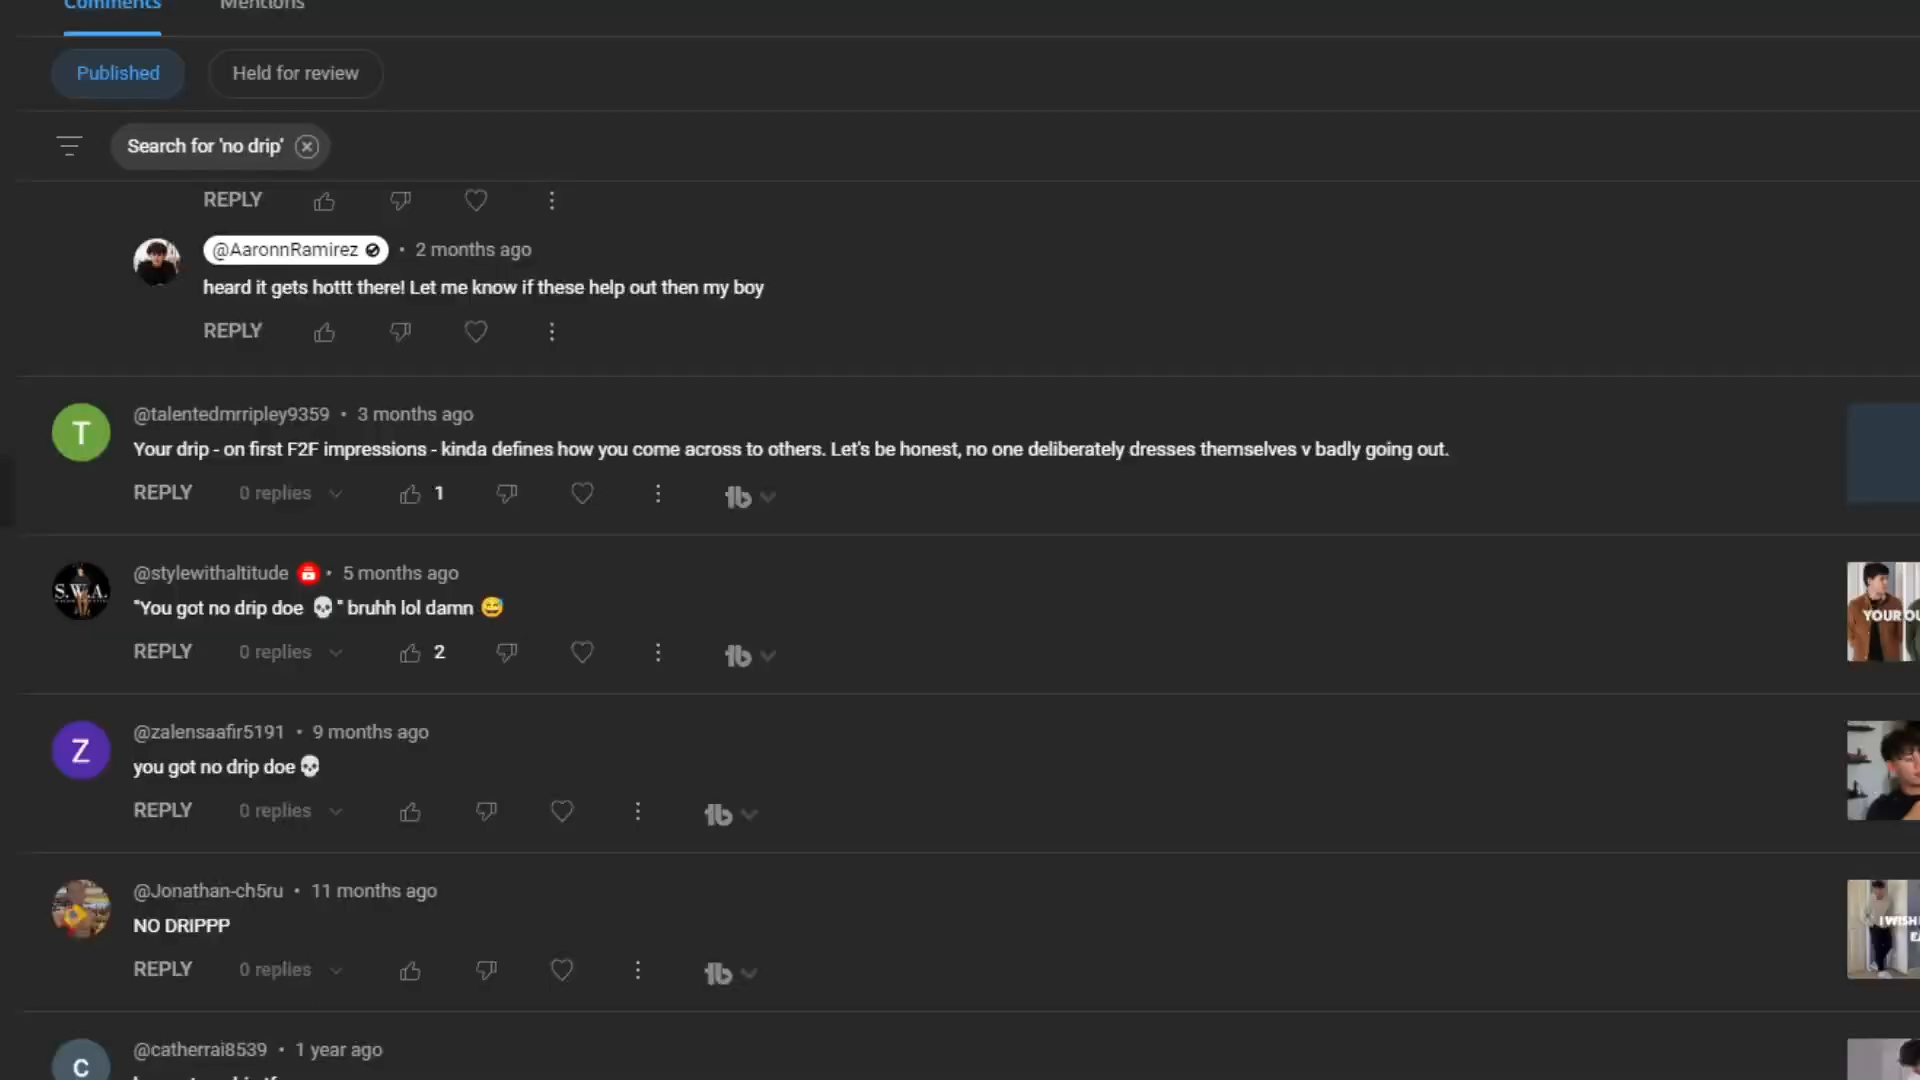 Comments Mentions
Published Held for review
Search for 'no drip'
REPLY
@AaronnRamirez • 2 months ago
heard it gets hottt there! Let me know if these help out then my boy
REPLY
T @talentedmrripley9359 • 3 months ago
Your drip - on first F2F impressions - kinda defines how you come across to others. Let's be honest, no one deliberately dresses themselves v badly going out.
REPLY 0 replies 1
S.W.A. @stylewithaltitude • 5 months ago
"You got no drip doe 💀 " bruhh lol damn 😅
YOUR OU
REPLY 0 replies 2
Z @zalensaafir5191 • 9 months ago
you got no drip doe 💀
REPLY 0 replies
@Jonathan-ch5ru • 11 months ago
NO DRIPPP
I WISH
REPLY 0 replies
C @catherrai8539 • 1 year ago